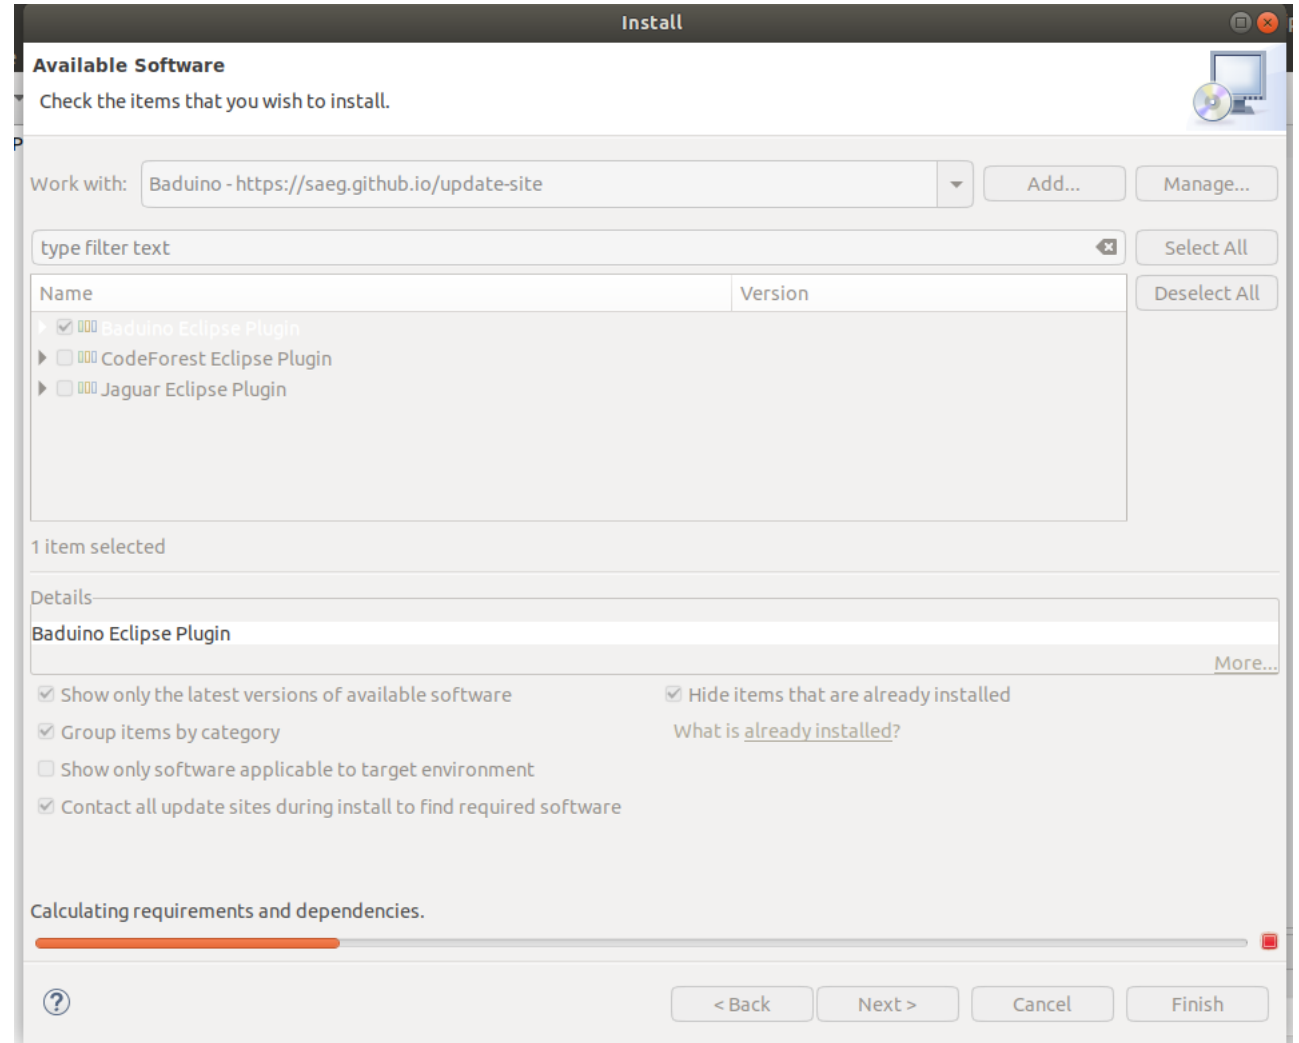 Install
Available Software
Check the items that you wish to install.
Work with: Baduino - https://saeg.github.io/update-site Add... Manage...
type filter text Select All
Name Version Deselect All
Baduino Eclipse Plugin
CodeForest Eclipse Plugin
Jaguar Eclipse Plugin
1 item selected
Details
Baduino Eclipse Plugin
More...
Show only the latest versions of available software Hide items that are already installed
Group items by category What is already installed?
Show only software applicable to target environment
Contact all update sites during install to find required software
Calculating requirements and dependencies.
? < Back Next > Cancel Finish